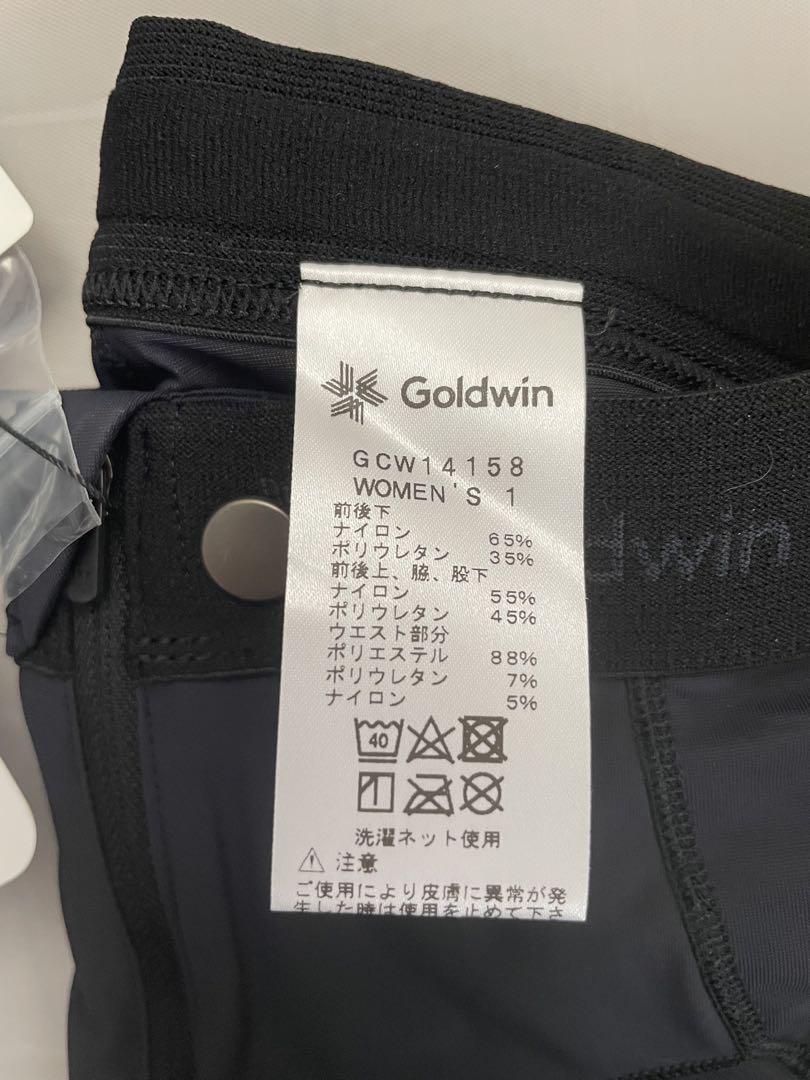 Goldwin
GCW14158
WOMEN'S 1
前後下
ナイロン 65%
ポリウレタン 35%
前後上、脇、股下
ナイロン 55%
ポリウレタン 45%
ウエスト部分
ポリエステル 88%
ポリウレタン 7%
ナイロン 5%
40
洗濯ネット使用
注意
ご使用により皮膚に異常が発
生した時は使用を止めて下さ
dwin